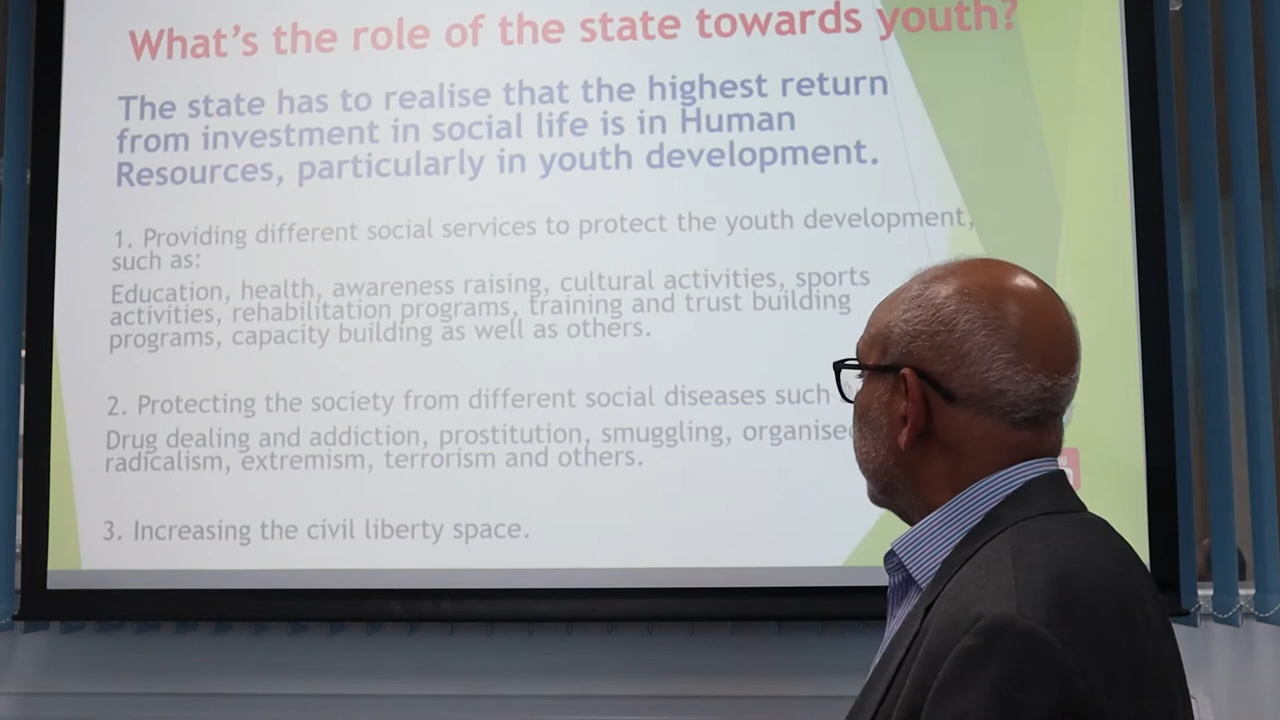 What's the role of the state towards youth?
The state has to realise that the highest return
from investment in social life is in Human
Resources, particularly in youth development.
1. Providing different social services to protect the youth development,
such as:
Education, health, awareness raising, cultural activities, sports
activities, rehabilitation programs, training and trust building
programs, capacity building as well as others.
2. Protecting the society from different social diseases such
Drug dealing and addiction, prostitution, smuggling, organised
radicalism, extremism, terrorism and others.
3. Increasing the civil liberty space.